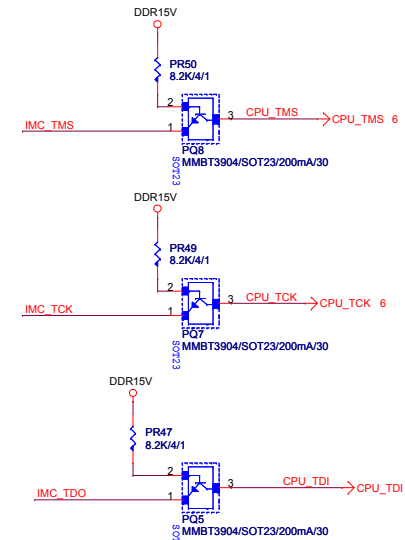 DDR15V
PR50
8.2K/4/1
2
3
CPU_TMS
CPU_TMS 6
IMC_TMS
1
PQ8
MMBT3904/SOT23/200mA/30
SOT23
DDR15V
PR49
8.2K/4/1
2
3
CPU_TCK
CPU_TCK 6
IMC_TCK
1
PQ7
MMBT3904/SOT23/200mA/30
SOT23
DDR15V
PR47
8.2K/4/1
2
3
CPU_TDI
CPU_TDI
IMC_TDO
1
PQ5
MMBT3904/SOT23/200mA/30